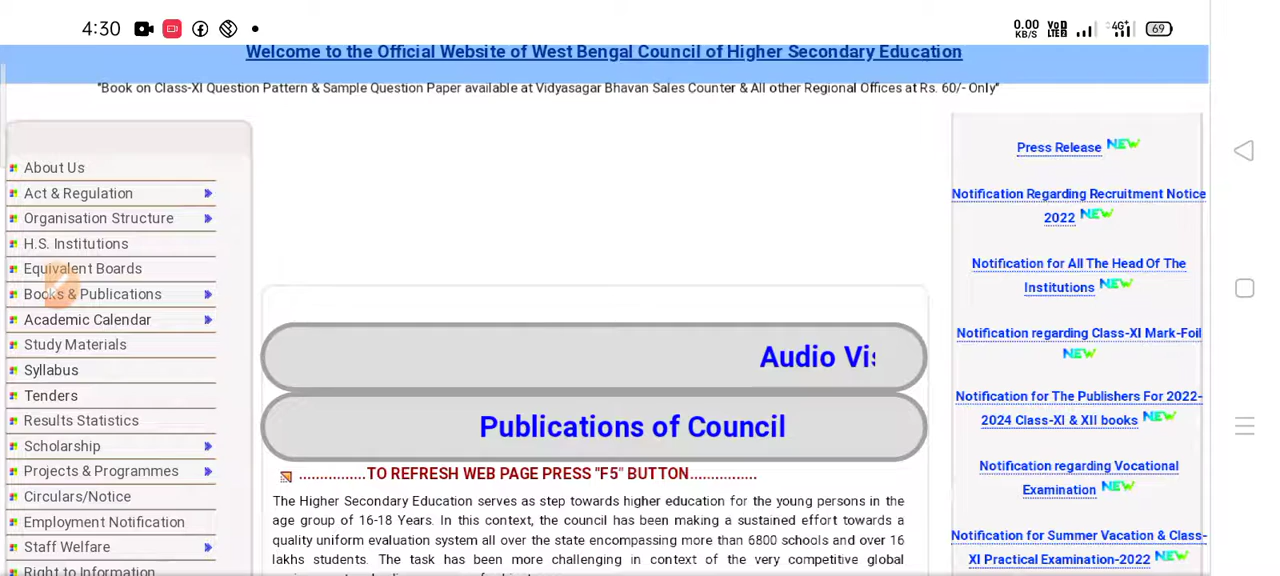 4:30
0.00 KB/S VoD LTEB 4G+ 69
Welcome to the Official Website of West Bengal Council of Higher Secondary Education
"Book on Class-XI Question Pattern & Sample Question Paper available at Vidyasagar Bhavan Sales Counter & All other Regional Offices at Rs. 60/- Only"
About Us
Act & Regulation
Organisation Structure
H.S. Institutions
Equivalent Boards
Books & Publications
Academic Calendar
Study Materials
Syllabus
Tenders
Results Statistics
Scholarship
Projects & Programmes
Circulars/Notice
Employment Notification
Staff Welfare
Right to Information
Audio Vis
Publications of Council
................TO REFRESH WEB PAGE PRESS "F5" BUTTON................
The Higher Secondary Education serves as step towards higher education for the young persons in the
age group of 16-18 Years. In this context, the council has been making a sustained effort towards a
quality uniform evaluation system all over the state encompassing more than 6800 schools and over 16
lakhs students. The task has been more challenging in context of the very competitive global
Press Release NEW
Notification Regarding Recruitment Notice
2022 NEW
Notification for All The Head Of The
Institutions NEW
Notification regarding Class-XI Mark-Foil
NEW
Notification for The Publishers For 2022-
2024 Class-XI & XII books NEW
Notification regarding Vocational
Examination NEW
Notification for Summer Vacation & Class-
XI Practical Examination-2022 NEW